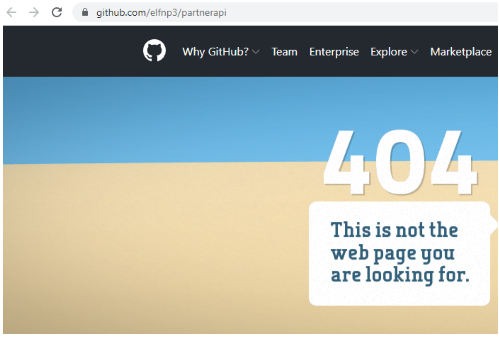 github.com/elfnp3/partnerapi
Why GitHub? Team Enterprise Explore Marketplace
404
This is not the
web page you
are looking for.